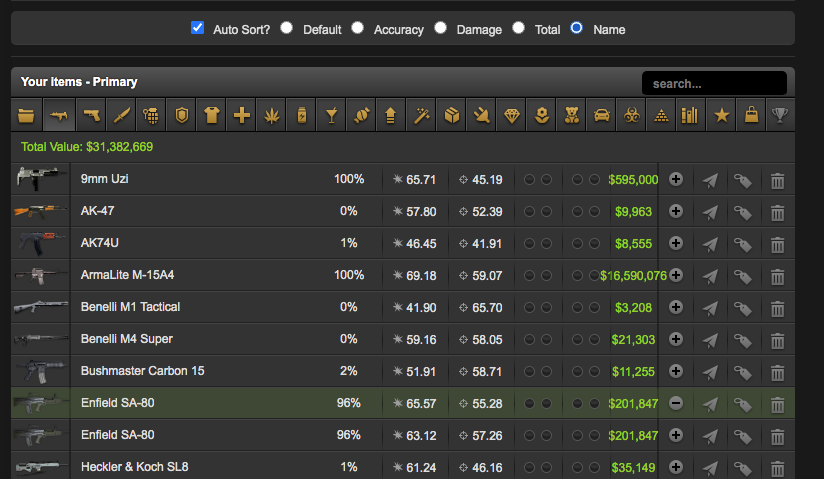 Auto Sort? Default Accuracy Damage Total Name
Your Items - Primary search...
Total Value: $31,382,669
9mm Uzi 100% 65.71 45.19 $595,000
AK-47 0% 57.80 52.39 $9,963
AK74U 1% 46.45 41.91 $8,555
ArmaLite M-15A4 100% 69.18 59.07 $16,590,076
Benelli M1 Tactical 0% 41.90 65.70 $3,208
Benelli M4 Super 0% 59.16 58.05 $21,303
Bushmaster Carbon 15 2% 51.91 58.71 $11,255
Enfield SA-80 96% 65.57 55.28 $201,847
Enfield SA-80 96% 63.12 57.26 $201,847
Heckler & Koch SL8 1% 61.24 46.16 $35,149